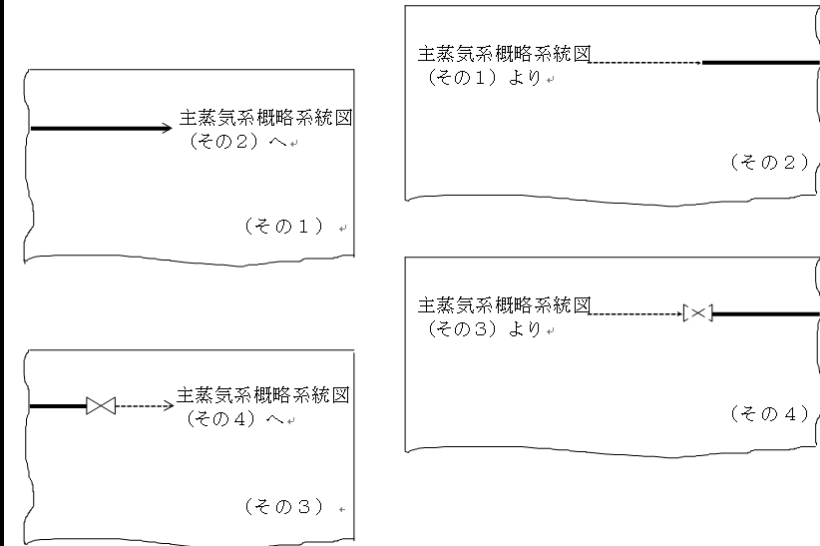 主蒸気系概略系統図
（その２）へ
（その１）
主蒸気系概略系統図
（その１）より
（その２）
主蒸気系概略系統図
（その４）へ
（その３）
主蒸気系概略系統図
（その３）より
（その４）